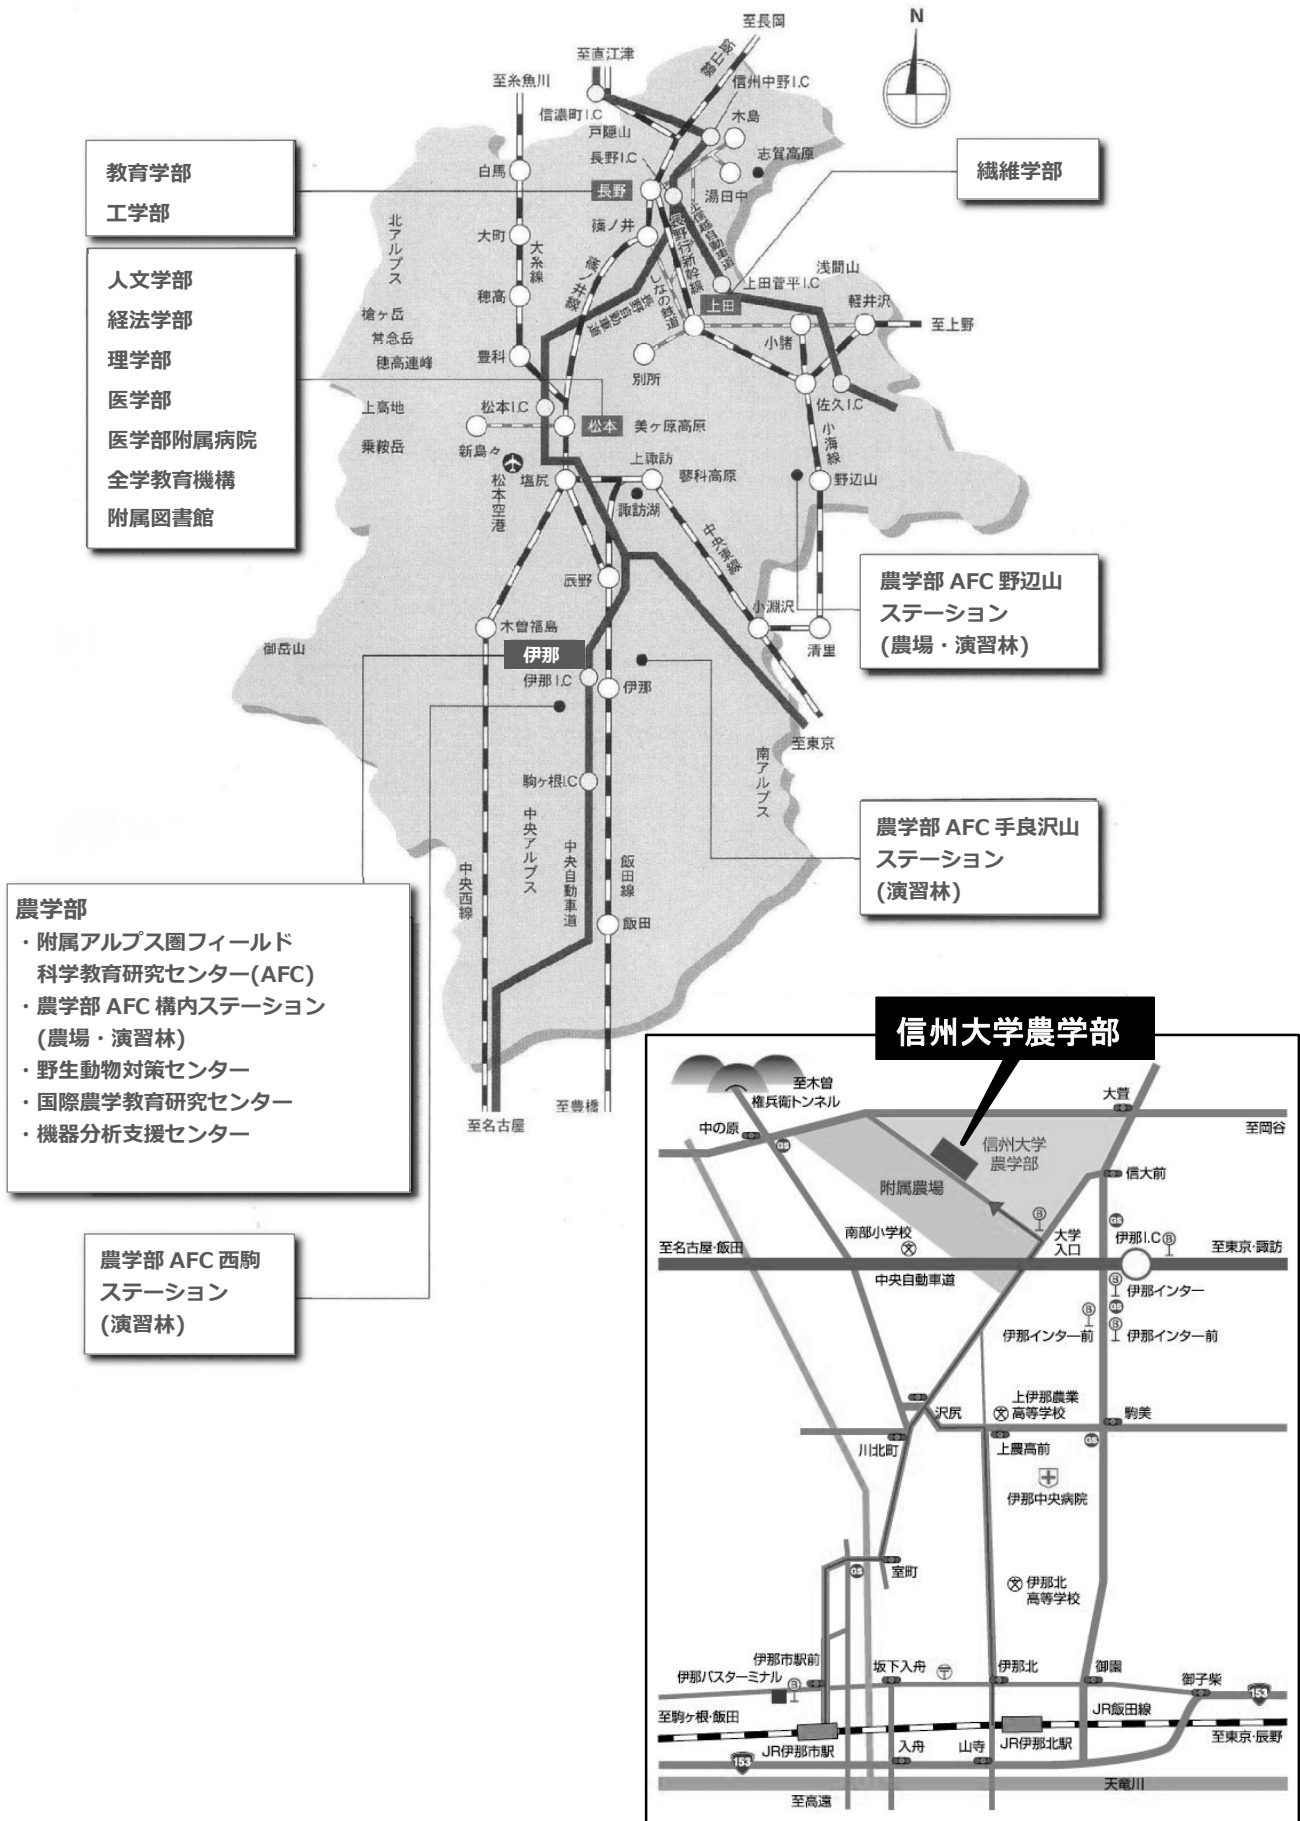 至長岡
N
至直江津
飯山線
至糸魚川
信州中野I.C
信濃町I.C
木島
戸隠山
長野I.C
志賀高原
教育学部
工学部
繊維学部
白馬
長野
湯田中
北アルプス
大町
大糸線
篠ノ井
篠ノ井線
上信越自動車道
長野行新幹線
しなの鉄道
長野自動車道
浅間山
上田菅平I.C
人文学部
経法学部
理学部
医学部
医学部附属病院
全学教育機構
附属図書館
穂高
上田
軽井沢
槍ヶ岳
至上野
常念岳
小諸
豊科
穂高連峰
別所
佐久I.C
上高地
松本I.C
松本
美ヶ原高原
小海線
乗鞍岳
新島々
上諏訪
松本空港
塩尻
蓼科高原
野辺山
諏訪湖
中央東線
辰野
農学部 AFC 野辺山
ステーション
(農場・演習林)
小淵沢
木曽福島
清里
御岳山
伊那
伊那I.C
伊那
至東京
南アルプス
駒ヶ根I.C
中央アルプス
中央自動車道
飯田線
中央西線
農学部 AFC 手良沢山
ステーション
(演習林)
飯田
農学部
・附属アルプス圏フィールド
科学教育研究センター(AFC)
・農学部 AFC 構内ステーション
(農場・演習林)
・野生動物対策センター
・国際農学教育研究センター
・機器分析支援センター
至豊橋
至名古屋
農学部 AFC 西駒
ステーション
(演習林)
信州大学農学部
至木曽
権兵衛トンネル
大萱
中の原
GS
至岡谷
信州大学
農学部
信大前
附属農場
B
GS
南部小学校
文
大学
入口
伊那I.C
B
至名古屋・飯田
至東京・諏訪
中央自動車道
B
伊那インター
B
GS
伊那インター前
B
伊那インター前
上伊那農業
文
高等学校
沢尻
駒美
川北町
上農高前
GS
伊那中央病院
室町
GS
文
伊那北
高等学校
伊那市駅前
伊那バスターミナル
B
坂下入舟
〒
伊那北
御園
御子柴
153
至駒ヶ根・飯田
JR飯田線
JR伊那市駅
入舟
山寺
JR伊那北駅
至東京・辰野
153
天竜川
至高遠